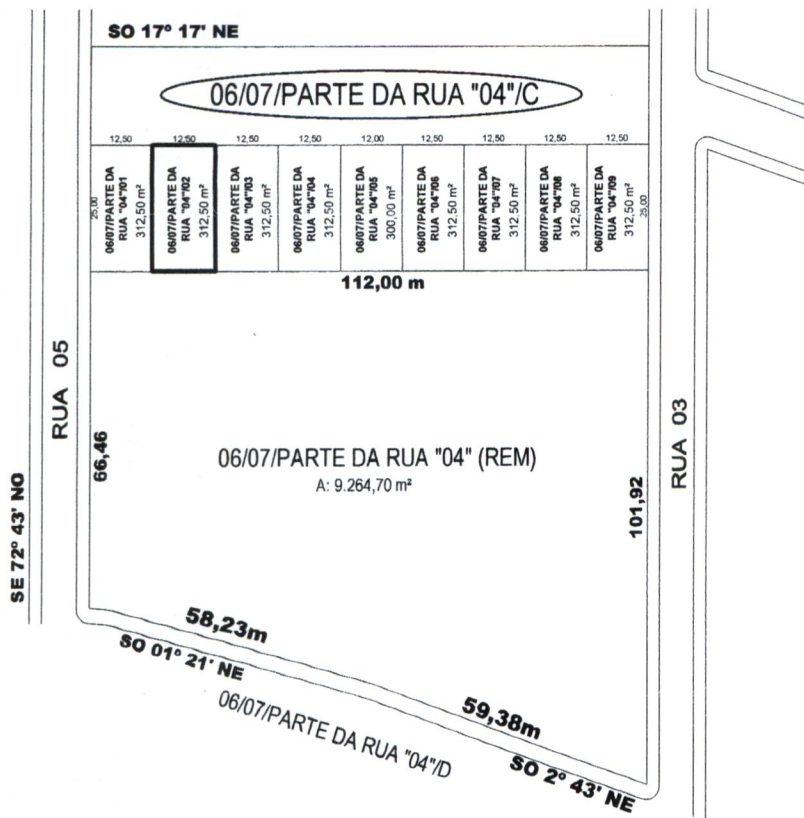 SO 17° 17' NE
06/07/PARTE DA RUA "04"/C
12,50
12,50
12,50
12,50
12,00
12,50
12,50
12,50
12,50
25,00
06/07/PARTE DA
RUA "04"/01
312,50 m²
06/07/PARTE DA
RUA "04"/02
312,50 m²
06/07/PARTE DA
RUA "04"/03
312,50 m²
06/07/PARTE DA
RUA "04"/04
312,50 m²
06/07/PARTE DA
RUA "04"/05
300,00 m²
06/07/PARTE DA
RUA "04"/06
312,50 m²
06/07/PARTE DA
RUA "04"/07
312,50 m²
06/07/PARTE DA
RUA "04"/08
312,50 m²
06/07/PARTE DA
RUA "04"/09
312,50 m²
25,00
112,00 m
RUA 05
SE 72° 43' NO
66,46
06/07/PARTE DA RUA "04" (REM)
A: 9.264,70 m²
101,92
RUA 03
58,23m
SO 01° 21' NE
06/07/PARTE DA RUA "04"/D
59,38m
SO 2° 43' NE